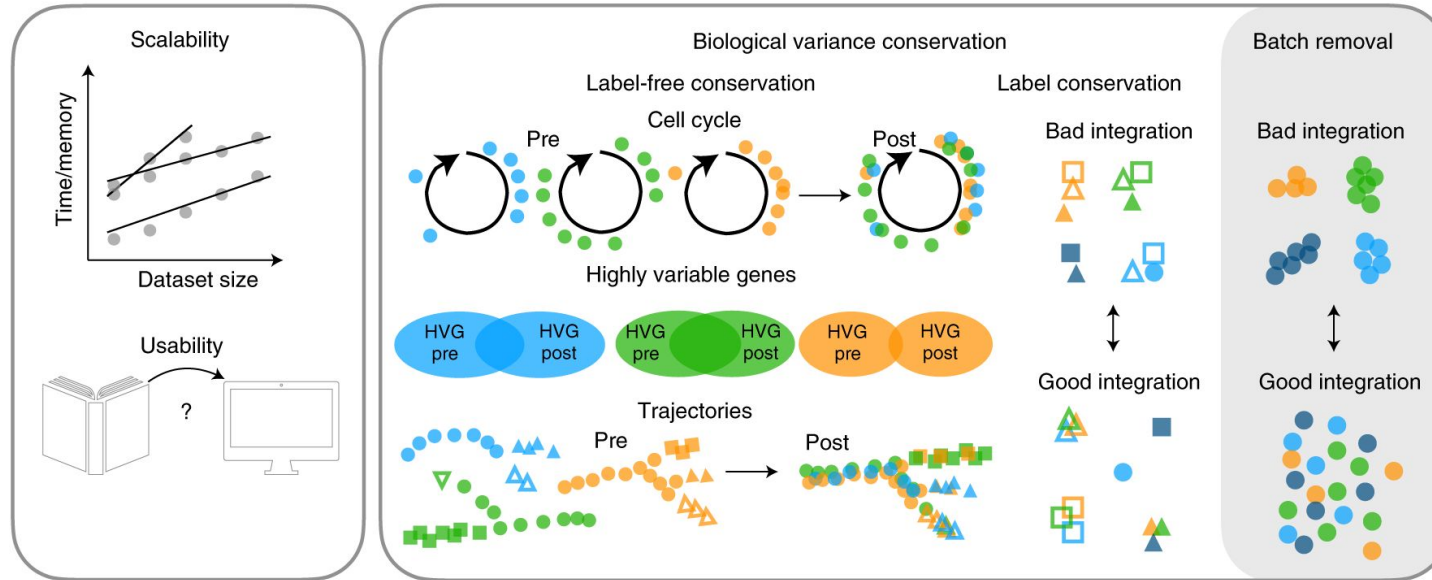 Scalability
Time/memory
Dataset size
Usability
?
Biological variance conservation
Label-free conservation
Cell cycle
Pre
Post
Highly variable genes
HVG
pre
HVG
post
HVG
pre
HVG
post
HVG
pre
HVG
post
Trajectories
Pre
Post
Label conservation
Bad integration
Good integration
Batch removal
Bad integration
Good integration